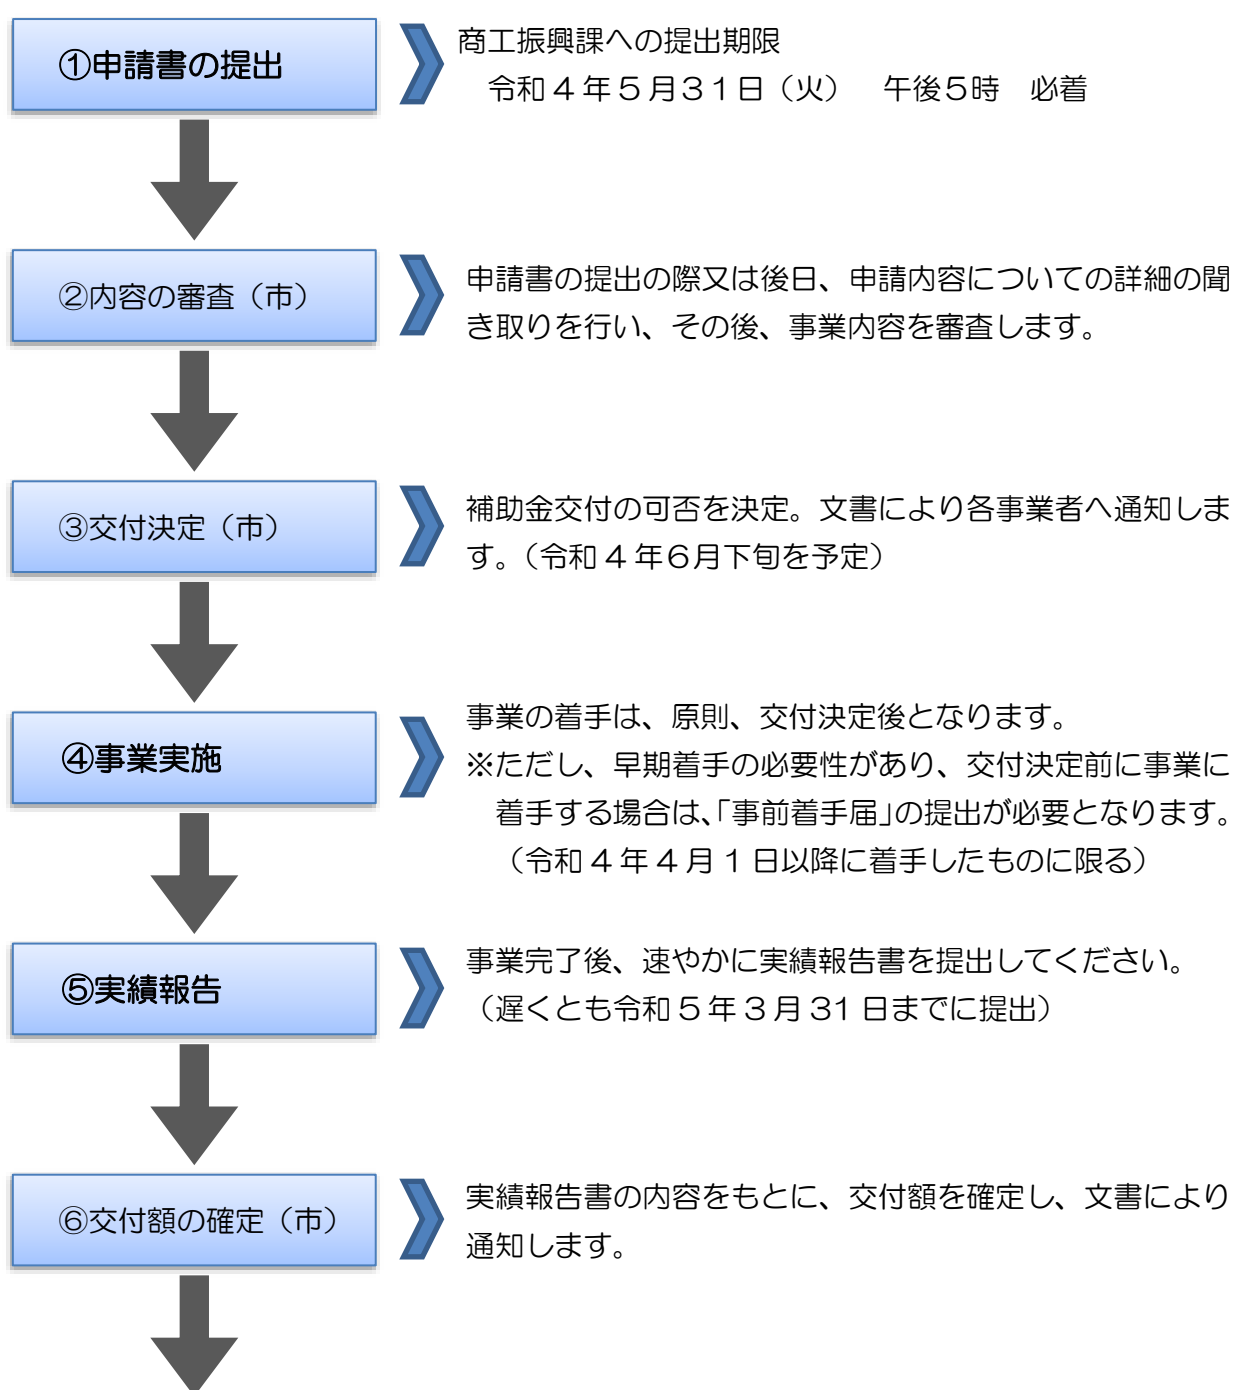 ①申請書の提出
商工振興課への提出期限
令和４年５月３１日（火）　午後５時　必着
②内容の審査（市）
申請書の提出の際又は後日、申請内容についての詳細の聞
き取りを行い、その後、事業内容を審査します。
③交付決定（市）
補助金交付の可否を決定。文書により各事業者へ通知しま
す。（令和４年６月下旬を予定）
④事業実施
事業の着手は、原則、交付決定後となります。
※ただし、早期着手の必要性があり、交付決定前に事業に
着手する場合は、「事前着手届」の提出が必要となります。
（令和４年４月１日以降に着手したものに限る）
⑤実績報告
事業完了後、速やかに実績報告書を提出してください。
（遅くとも令和５年３月31日までに提出）
⑥交付額の確定（市）
実績報告書の内容をもとに、交付額を確定し、文書により
通知します。